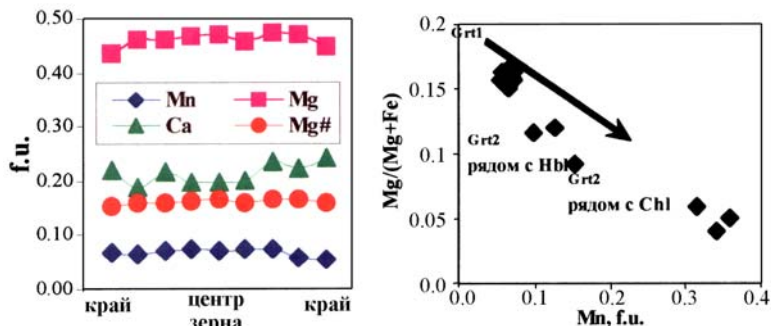 0.50
0.40
0.30
0.20
0.10
0.00
f.u.
Mn
Mg
Ca
Mg#
край
центр
зерна
край
0.2
0.15
0.1
0.05
0.0
Mg/(Mg+Fe)
Grt1
Grt2
рядом с Hbl
Grt2
рядом с Chl
0.0
0.1
0.2
0.3
0.4
Mn, f.u.